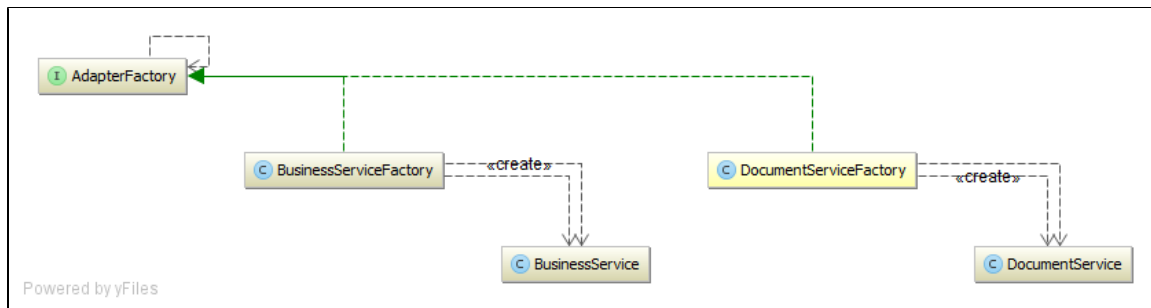 I AdapterFactory
C BusinessServiceFactory
«create»
C DocumentServiceFactory
«create»
C BusinessService
C DocumentService
Powered by yFiles